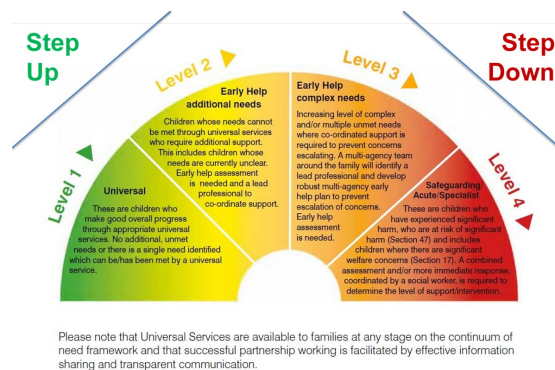 Step
Up
Step
Down
Level 1
Universal
These are children who
make good overall progress
through appropriate universal
services. No additional, unmet
needs or there is a single need identified
which can be/has been met by a universal
service.
Level 2
Early Help
additional needs
Children whose needs cannot
be met through universal services
who require additional support.
This includes children whose
needs are currently unclear.
Early help assessment
is needed and a lead
professional to
co-ordinate support.
Level 3
Early Help
complex needs
Increasing level of complex
and/or multiple unmet needs
where co-ordinated support is
required to prevent concerns
escalating. A multi-agency team
around the family will identify a
lead professional and develop
robust multi-agency early
help plan to prevent
escalation of concerns.
Early help
assessment
is needed.
Level 4
Safeguarding/
Acute/Specialist
These are children who
have experienced significant
harm, who are at risk of significant
harm (Section 47) and includes
children where there are significant
welfare concerns (Section 17). A combined
assessment and/or more immediate response,
coordinated by a social worker, is required to
determine the level of support/intervention.
Please note that Universal Services are available to families at any stage on the continuum of
need framework and that successful partnership working is facilitated by effective information
sharing and transparent communication.